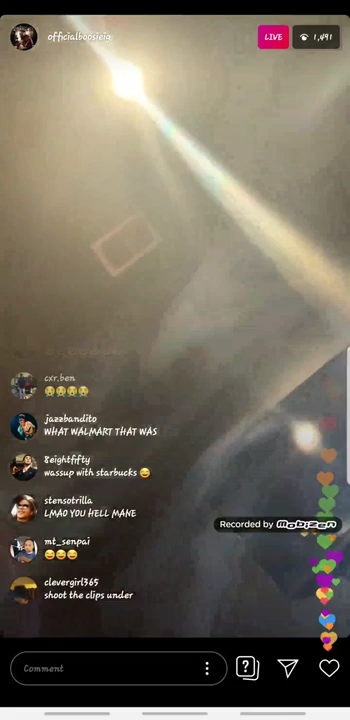 officialboosieig
LIVE
1,491
cxr.ben
😭😭😭😭
jazzbandito
WHAT WALMART THAT WAS
8eightfifty
wassup with starbucks 😂
stensotrilla
LMAO YOU HELL MANE
Recorded by Mobizen
mt_senpai
😂😂😂
clevergirl365
shoot the clips under
Comment